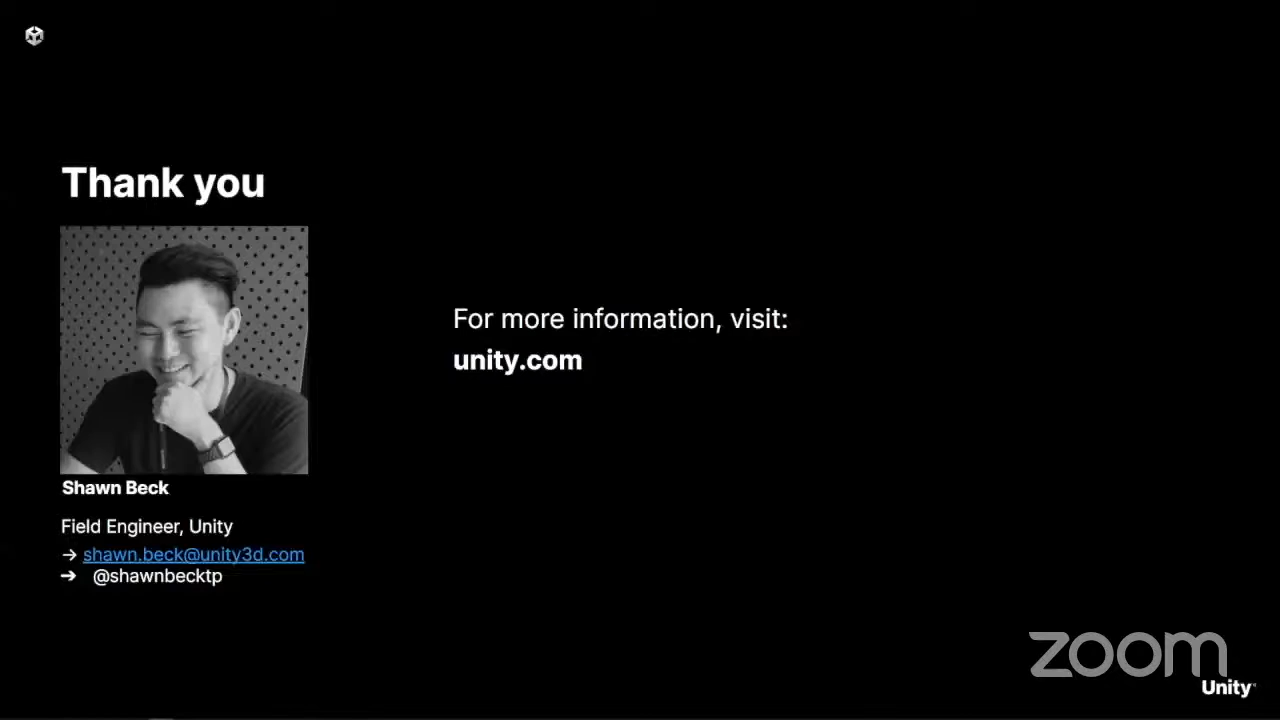 Thank you
For more information, visit:
unity.com
Shawn Beck
Field Engineer, Unity
→ shawn.beck@unity3d.com
→ @shawnbecktp
zoom
Unity